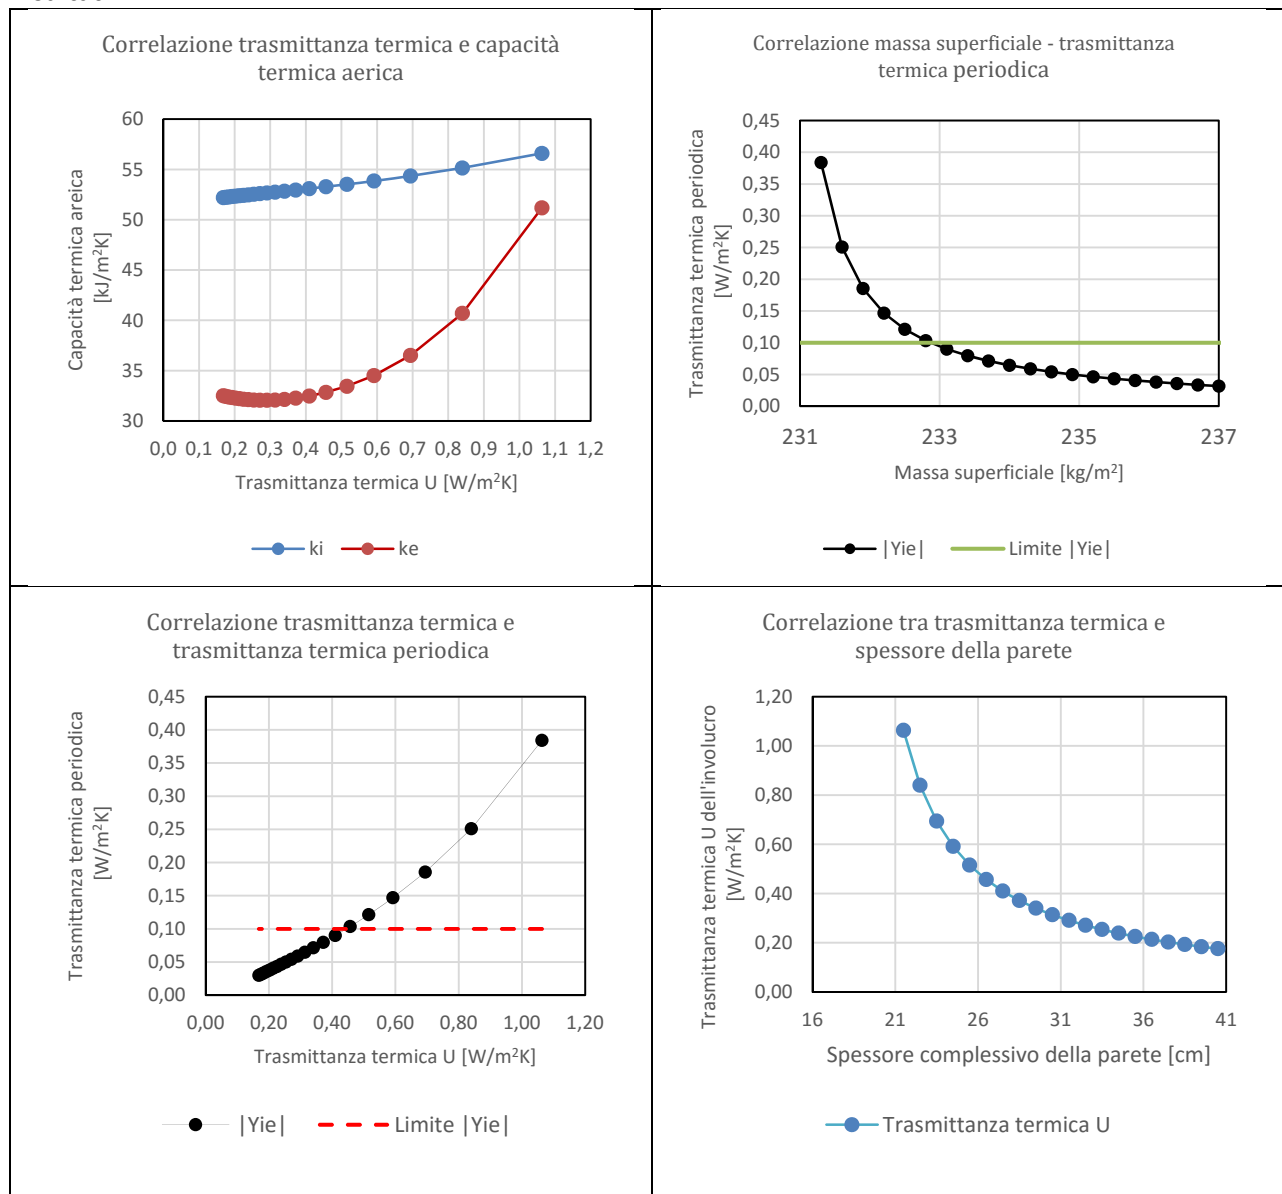 Correlazione trasmittanza termica e capacità
termica aerica
60
55
50
45
40
35
30
Capacità termica areica
[kJ/m²K]
0,0 0,1 0,2 0,3 0,4 0,5 0,6 0,7 0,8 0,9 1,0 1,1 1,2
Trasmittanza termica U [W/m²K]
ki ke
Correlazione massa superficiale - trasmittanza
termica periodica
0,45
0,40
0,35
0,30
0,25
0,20
0,15
0,10
0,05
0,00
Trasmittanza termica periodica
[W/m²K]
231 233 235 237
Massa superficiale [kg/m²]
|Yie| Limite |Yie|
Correlazione trasmittanza termica e
trasmittanza termica periodica
0,45
0,40
0,35
0,30
0,25
0,20
0,15
0,10
0,05
0,00
Trasmittanza termica periodica
[W/m²K]
0,00 0,20 0,40 0,60 0,80 1,00 1,20
Trasmittanza termica U [W/m²K]
|Yie| Limite |Yie|
Correlazione tra trasmittanza termica e
spessore della parete
1,20
1,00
0,80
0,60
0,40
0,20
0,00
Trasmittanza termica U dell'involucro
[W/m²K]
16 21 26 31 36 41
Spessore complessivo della parete [cm]
Trasmittanza termica U